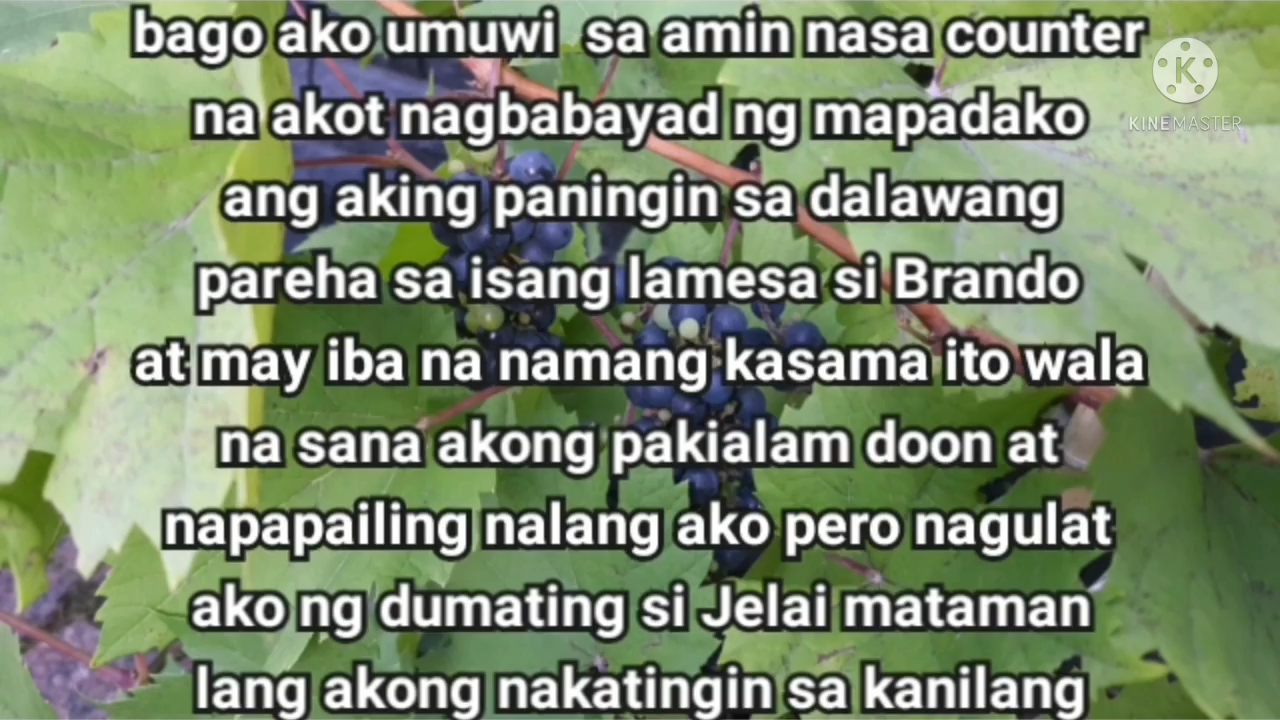 bago ako umuwi sa amin nasa counter
na akot nagbabayad ng mapadako
ang aking paningin sa dalawang
pareha sa isang lamesa si Brando
at may iba na namang kasama ito wala
na sana akong pakialam doon at
napapailing nalang ako pero nagulat
ako ng dumating si Jelai mataman
lang akong nakatingin sa kanilang
K
KINEMASTER